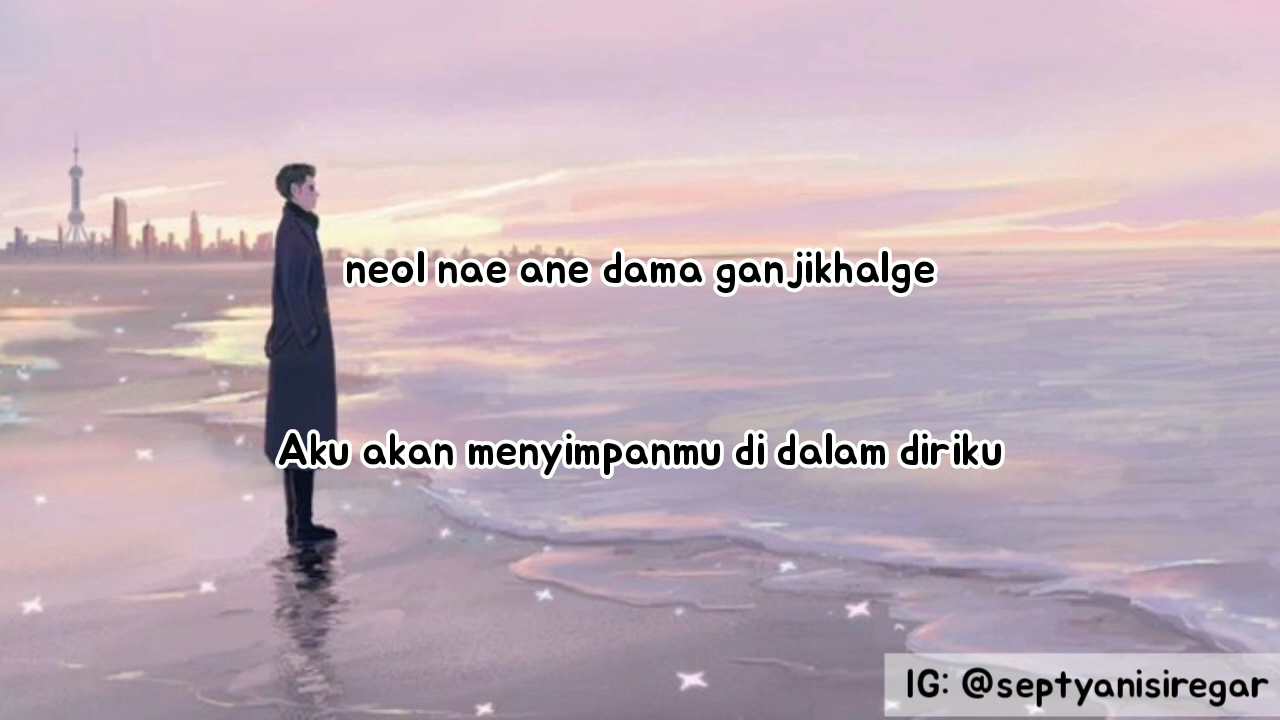 neol nae ane dama ganjikhalge
Aku akan menyimpanmu di dalam diriku
IG: @septyanisiregar